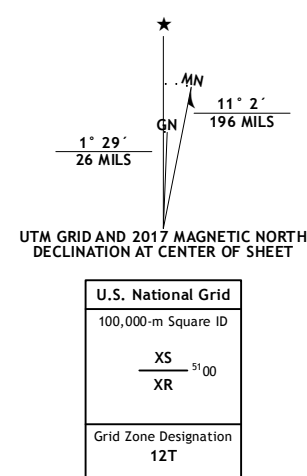 ★
MN
GN
11° 2´
196 MILS
1° 29´
26 MILS
UTM GRID AND 2017 MAGNETIC NORTH
DECLINATION AT CENTER OF SHEET
U.S. National Grid
100,000-m Square ID
XS
5100
XR
Grid Zone Designation
12T